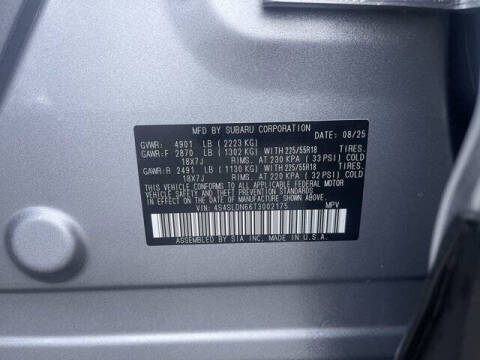 MFD BY SUBARU CORPORATION DATE: 08/25
GVWR: 4901 LB (2223 KG)
GAWR:F 2870 LB (1302 KG) WITH 225/55R18 TIRES.
18X7J RIMS. AT 230 KPA (33 PSI) COLD
GAWR:R 2491 LB (1130 KG) WITH 225/55R18 TIRES.
18X7J RIMS. AT 220 KPA (32 PSI) COLD
THIS VEHICLE CONFORMS TO ALL APPLICABLE FEDERAL MOTOR
VEHICLE SAFETY STANDARDS IN EFFECT ON THE DATE OF
MANUFACTURE SHOWN ABOVE.
VIN: 4S4SLDN66T3002175 MPV
ASSEMBLED BY SIA INC. MADE IN U.S.A.